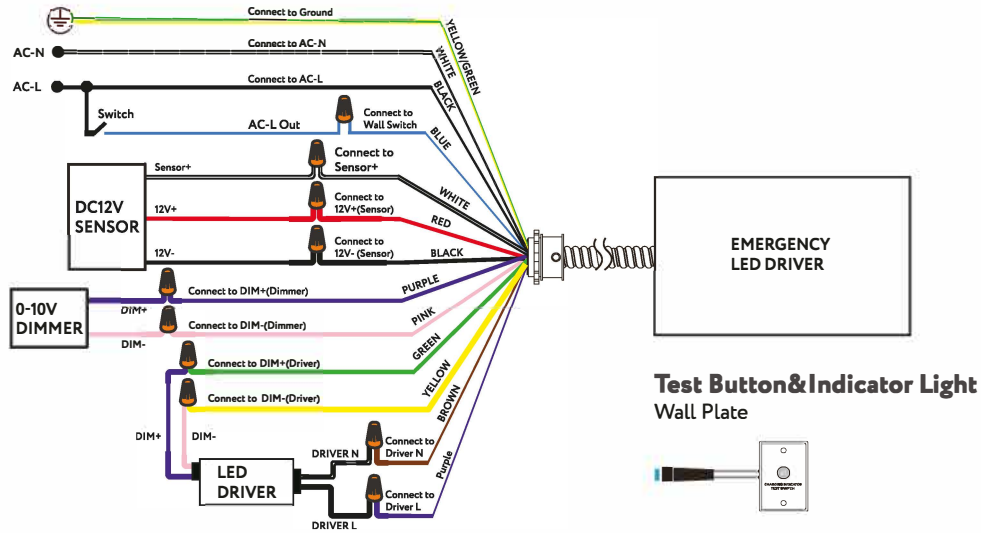 Connect to Ground
YELLOW/GREEN
AC-N
Connect to AC-N
WHITE
AC-L
Connect to AC-L
BLACK
Switch
AC-L Out
Connect to
Wall Switch
BLUE
DC12V
SENSOR
Sensor+
Connect to
Sensor+
WHITE
12V+
Connect to
12V+(Sensor)
RED
12V-
Connect to
12V- (Sensor)
BLACK
EMERGENCY
LED DRIVER
0-10V
DIMMER
DIM+
Connect to DIM+(Dimmer)
PURPLE
DIM-
Connect to DIM-(Dimmer)
PINK
Connect to DIM+(Driver)
GREEN
Connect to DIM-(Driver)
YELLOW
DIM+
DIM-
LED
DRIVER
DRIVER N
Connect to
Driver N
BROWN
DRIVER L
Connect to
Driver L
Purple
Test Button&Indicator Light
Wall Plate
CHARGING INDICATOR
TEST SWITCH